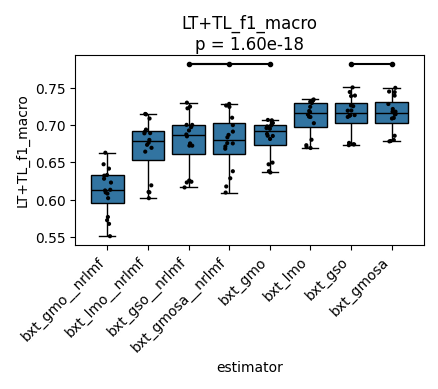 LT+TL_f1_macro
p = 1.60e-18
LT+TL_f1_macro
0.75
0.70
0.65
0.60
0.55
bxt_gmo__nrlmf
bxt_lmo__nrlmf
bxt_gso__nrlmf
bxt_gmosa__nrlmf
bxt_gmo
bxt_lmo
bxt_gso
bxt_gmosa
estimator